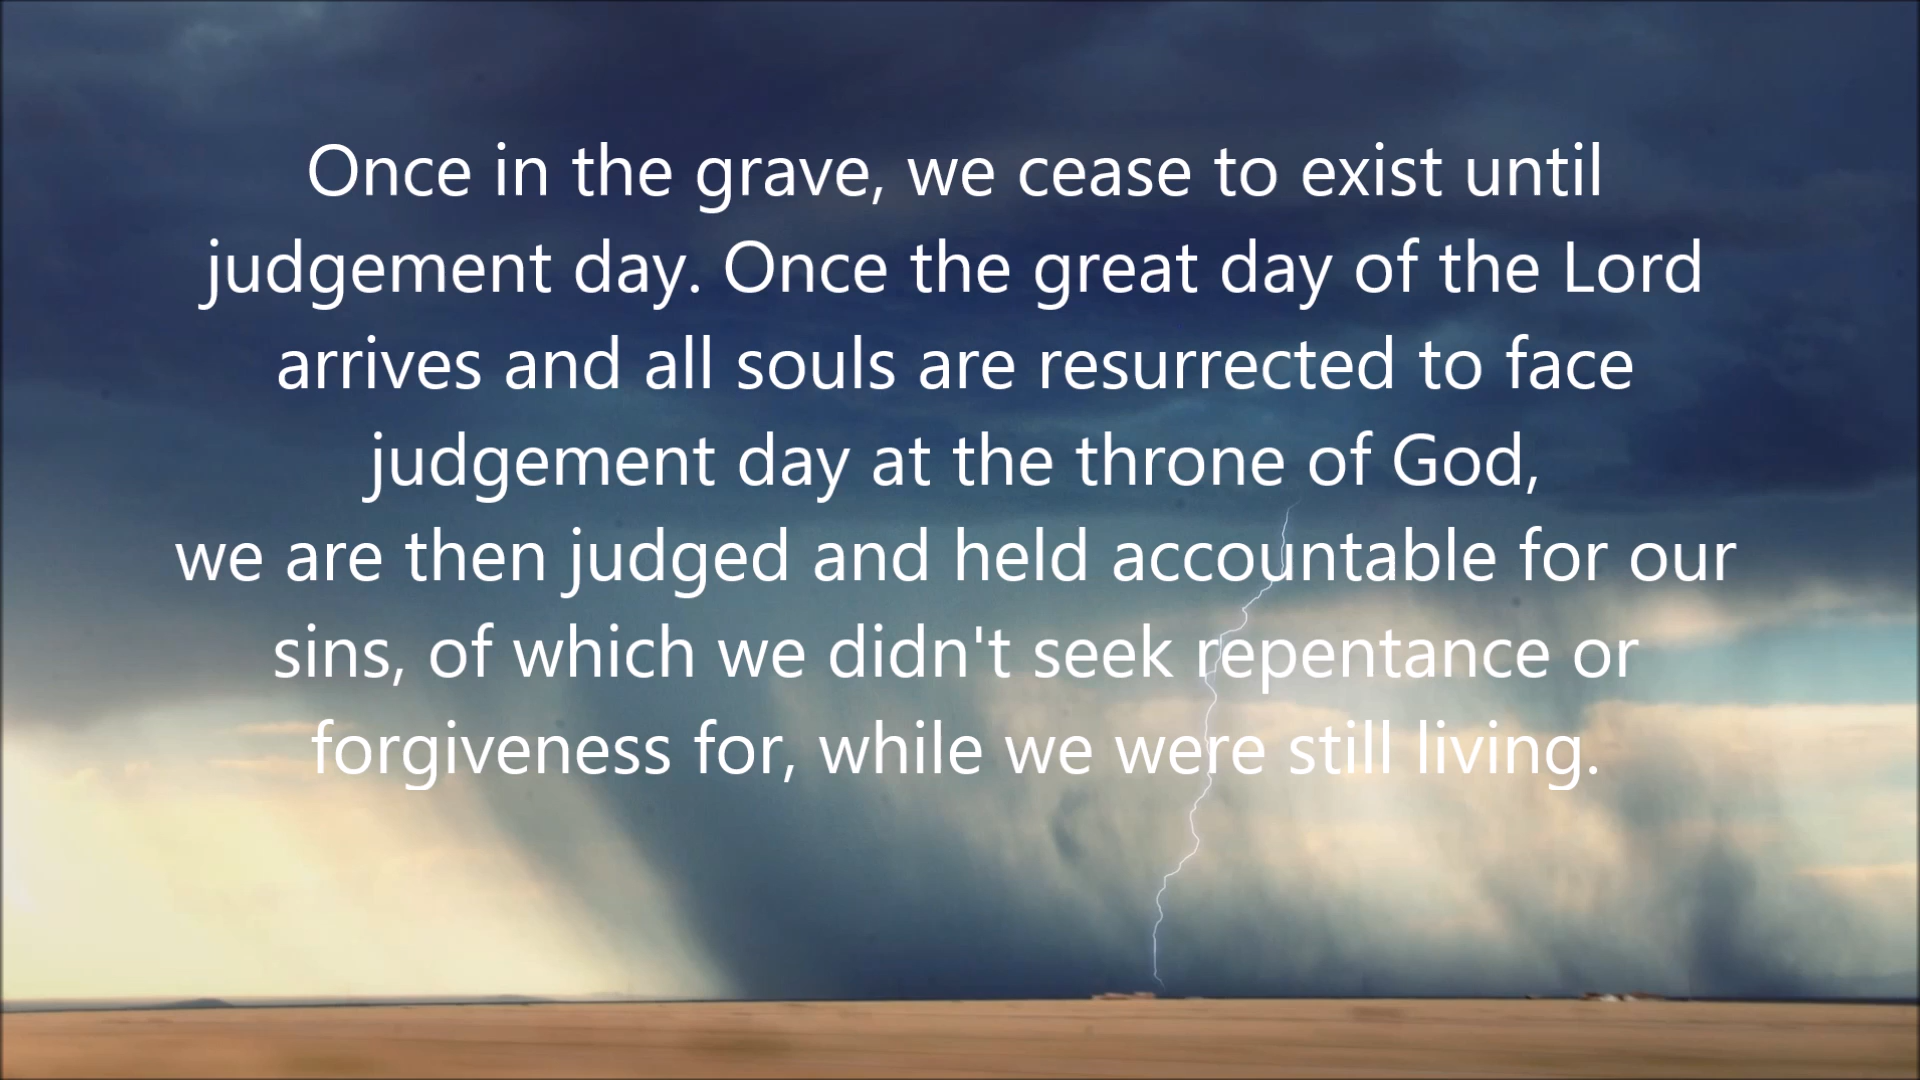 Once in the grave, we cease to exist until
judgement day. Once the great day of the Lord
arrives and all souls are resurrected to face
judgement day at the throne of God,
we are then judged and held accountable for our
sins, of which we didn't seek repentance or
forgiveness for, while we were still living.